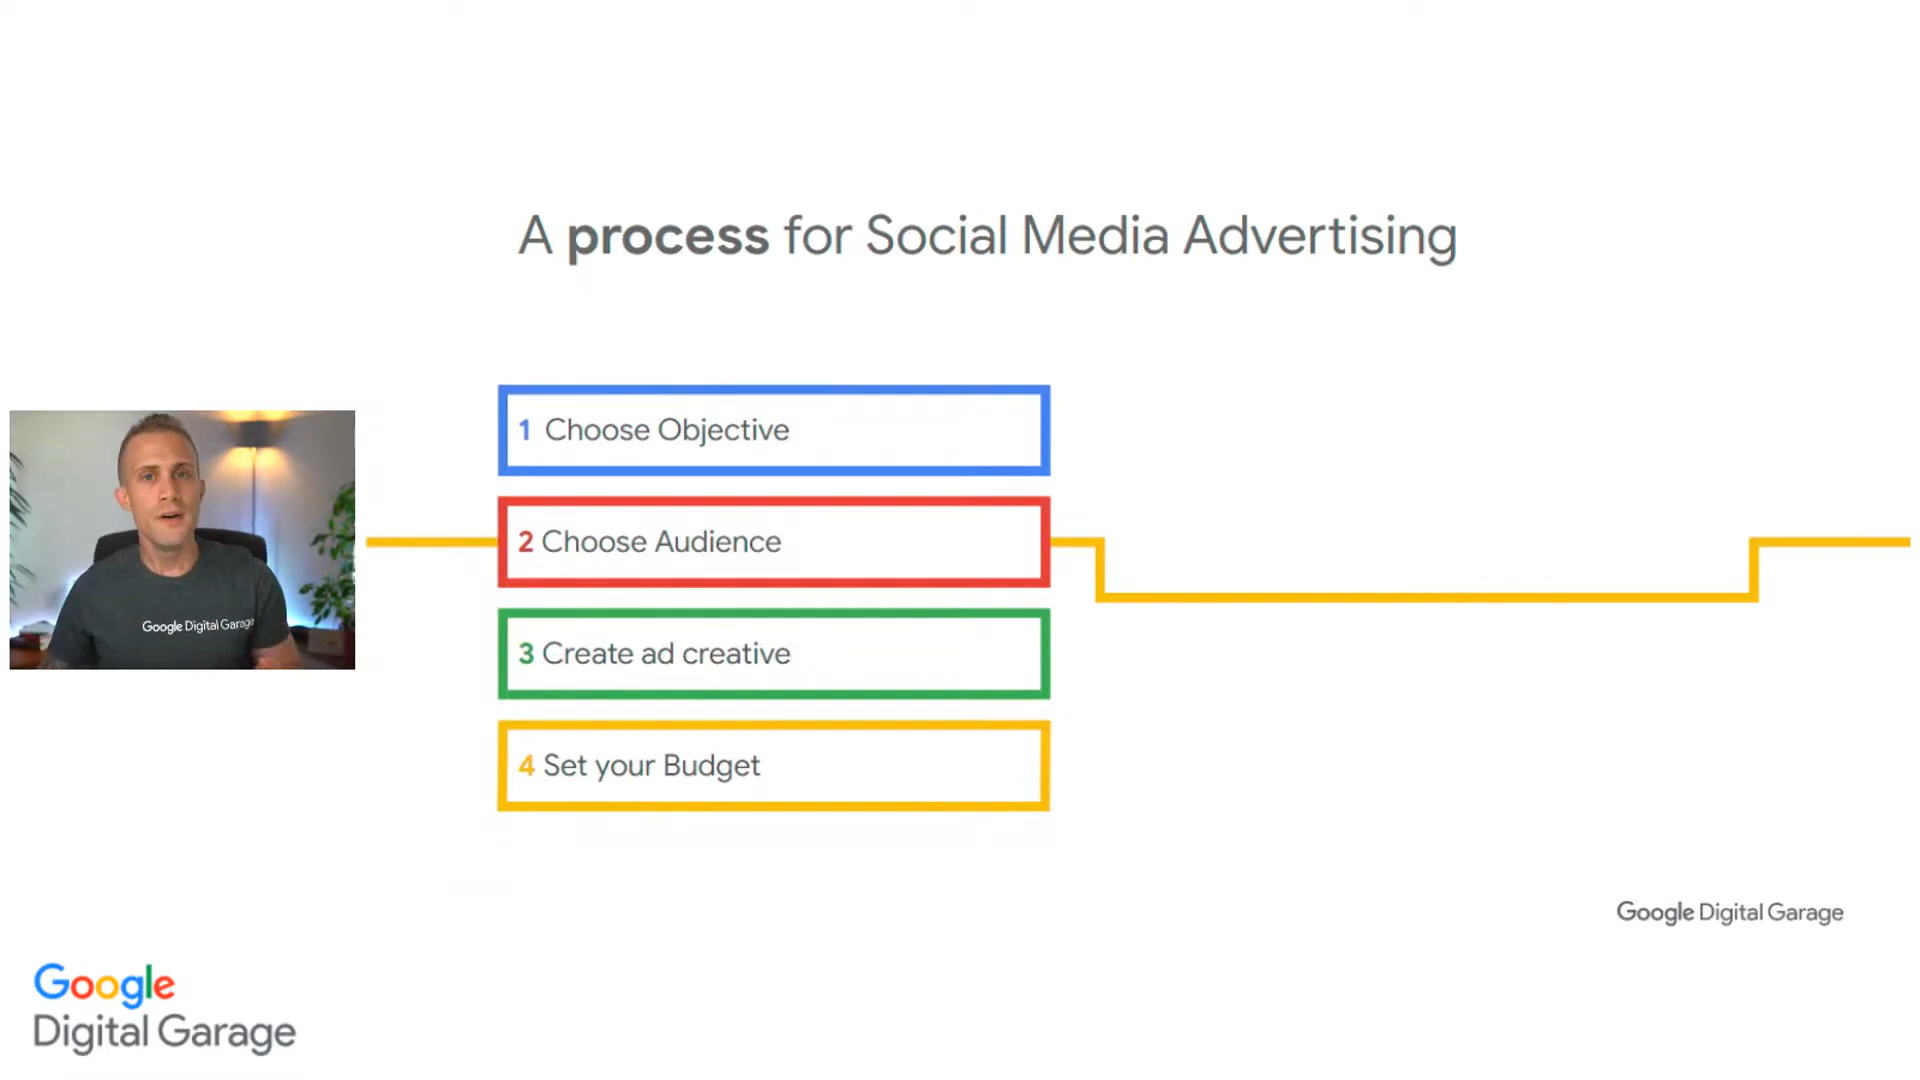 A process for Social Media Advertising
1 Choose Objective
2 Choose Audience
3 Create ad creative
4 Set your Budget
Google Digital Garage
Google Digital Garage
Google
Digital Garage